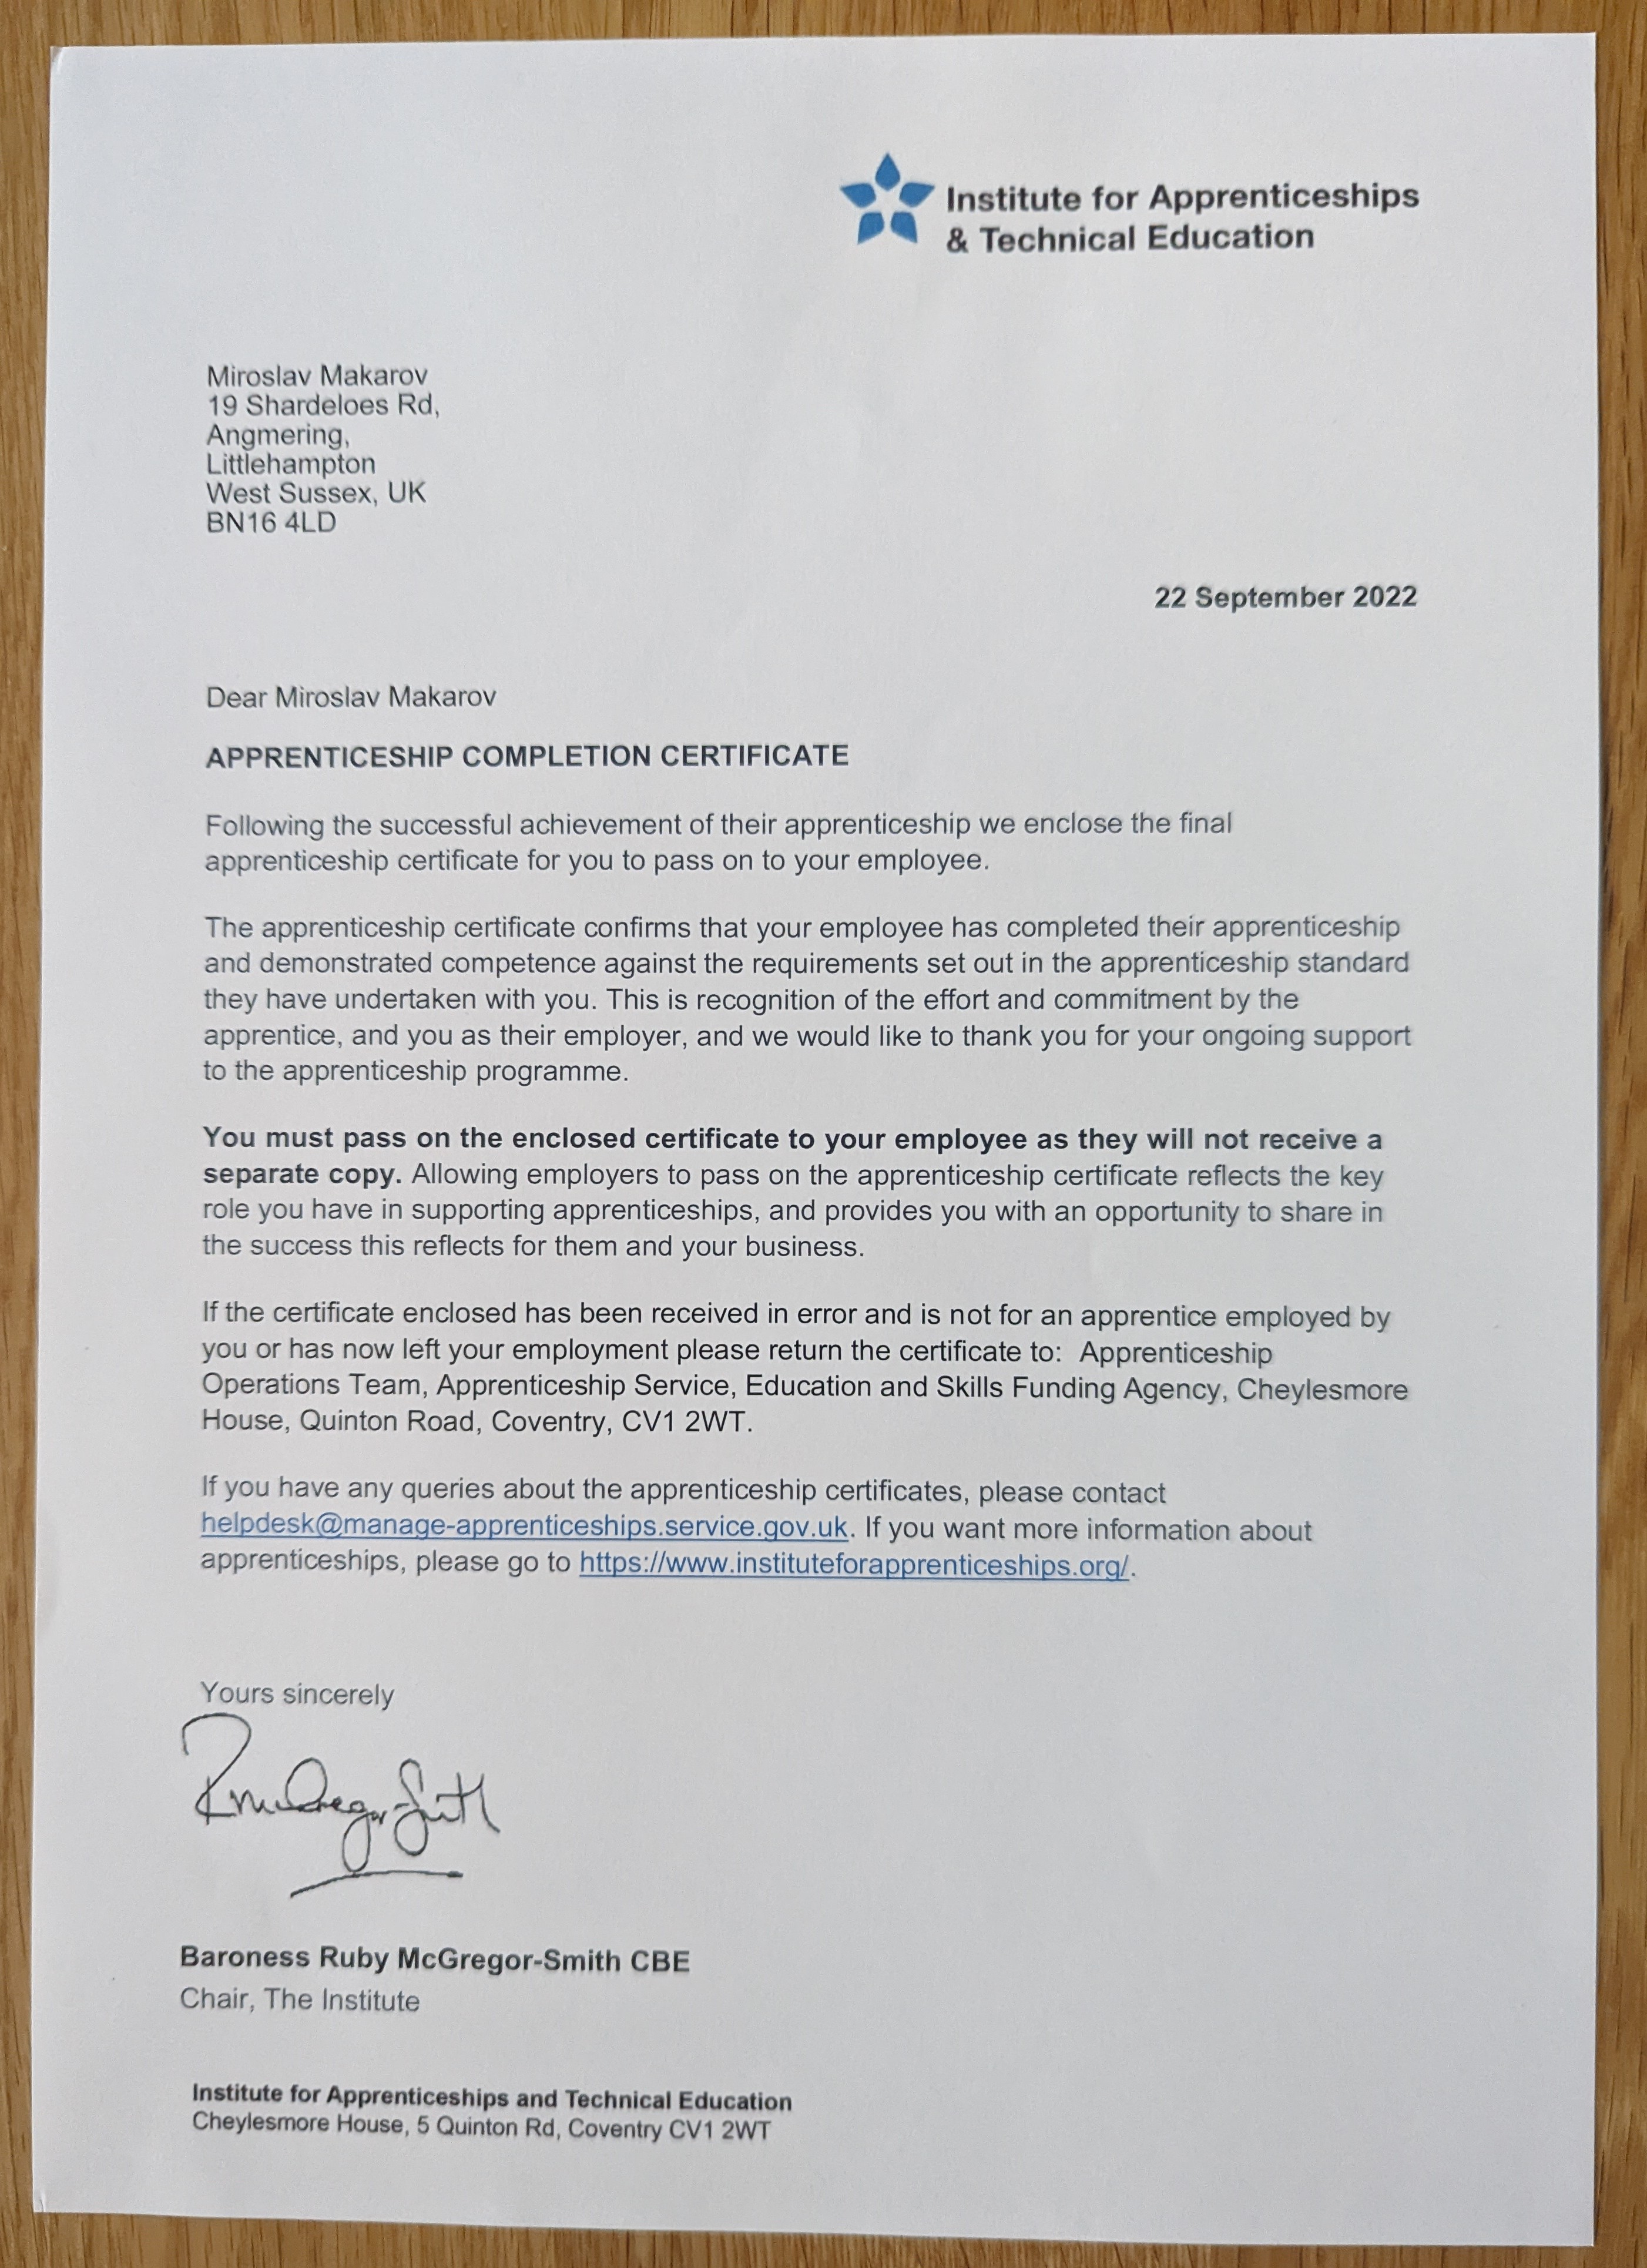 Institute for Apprenticeships
& Technical Education
Miroslav Makarov
19 Shardeloes Rd,
Angmering,
Littlehampton
West Sussex, UK
BN16 4LD
22 September 2022
Dear Miroslav Makarov
APPRENTICESHIP COMPLETION CERTIFICATE
Following the successful achievement of their apprenticeship we enclose the final
apprenticeship certificate for you to pass on to your employee.
The apprenticeship certificate confirms that your employee has completed their apprenticeship
and demonstrated competence against the requirements set out in the apprenticeship standard
they have undertaken with you. This is recognition of the effort and commitment by the
apprentice, and you as their employer, and we would like to thank you for your ongoing support
to the apprenticeship programme.
You must pass on the enclosed certificate to your employee as they will not receive a
separate copy. Allowing employers to pass on the apprenticeship certificate reflects the key
role you have in supporting apprenticeships, and provides you with an opportunity to share in
the success this reflects for them and your business.
If the certificate enclosed has been received in error and is not for an apprentice employed by
you or has now left your employment please return the certificate to:  Apprenticeship
Operations Team, Apprenticeship Service, Education and Skills Funding Agency, Cheylesmore
House, Quinton Road, Coventry, CV1 2WT.
If you have any queries about the apprenticeship certificates, please contact
helpdesk@manage-apprenticeships.service.gov.uk. If you want more information about
apprenticeships, please go to https://www.instituteforapprenticeships.org/.
Yours sincerely
RMcGregor-Smith
Baroness Ruby McGregor-Smith CBE
Chair, The Institute
Institute for Apprenticeships and Technical Education
Cheylesmore House, 5 Quinton Rd, Coventry CV1 2WT